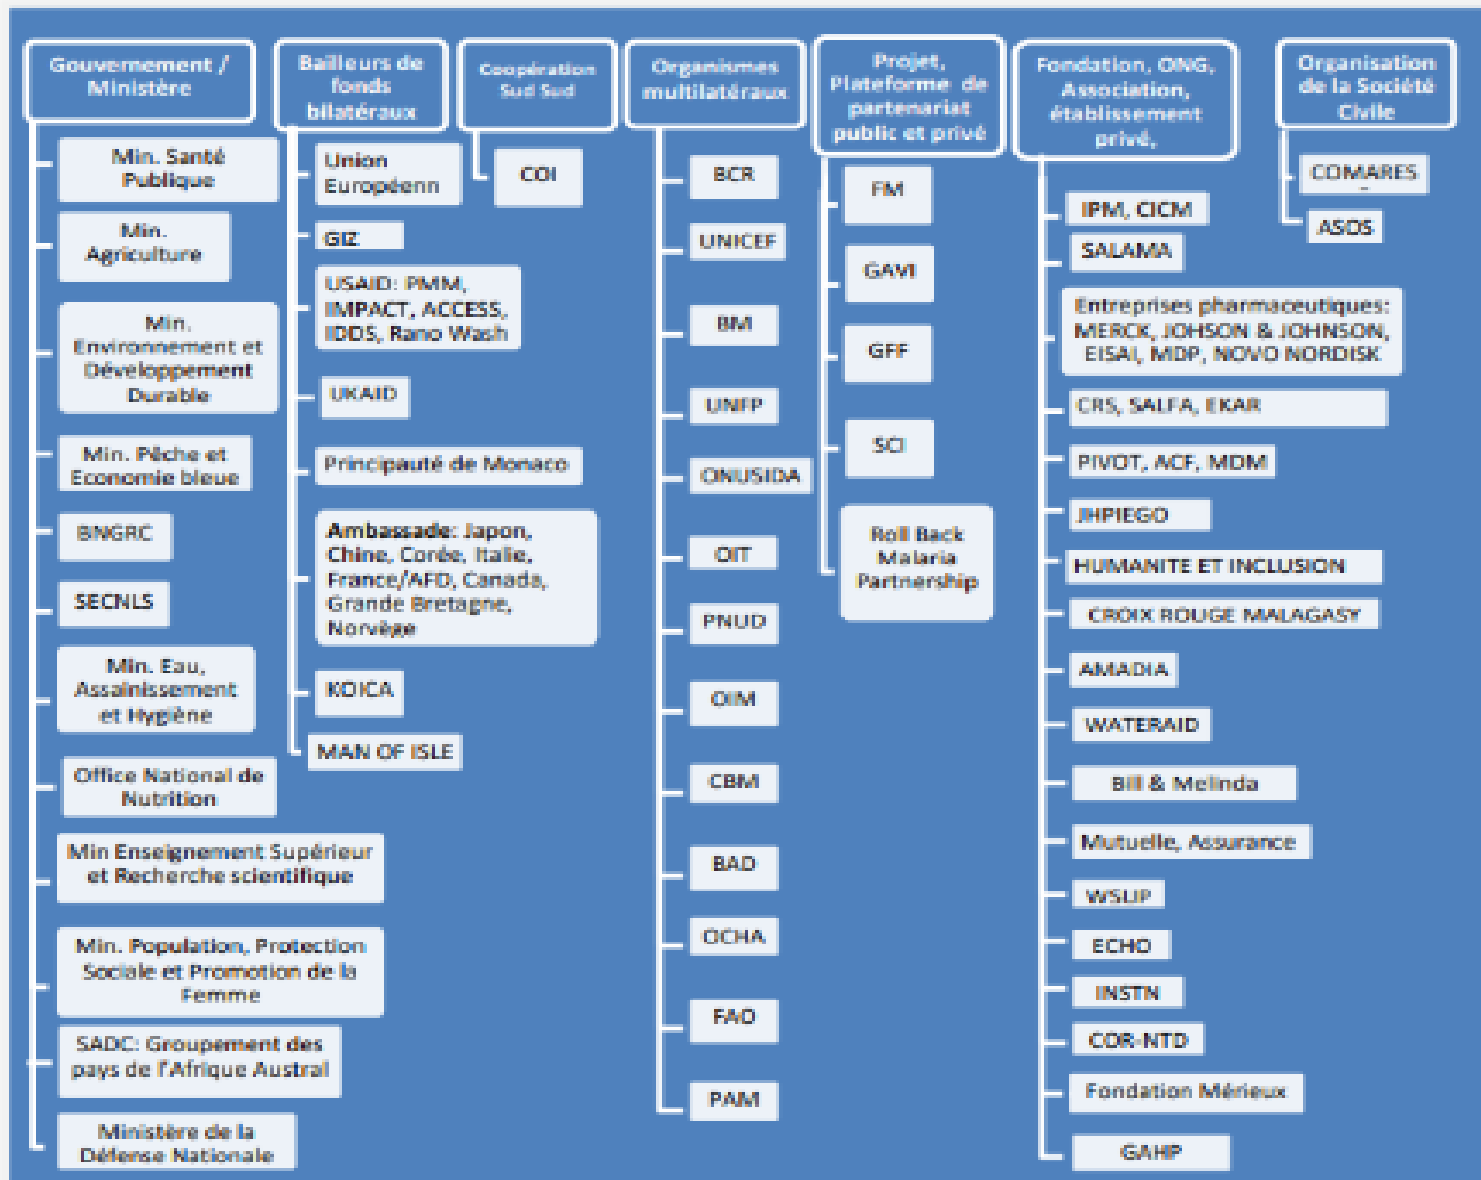 Gouvernement /
Ministère
Min. Santé
Publique
Min.
Agriculture
Min.
Environnement et
Développement
Durable
Min. Pêche et
Economie bleue
BNGRC
SECNLS
Min. Eau,
Assainissement
et Hygiène
Office National de
Nutrition
Min Enseignement Supérieur
et Recherche scientifique
Min. Population, Protection
Sociale et Promotion de la
Femme
SADC: Groupement des
pays de l'Afrique Austral
Ministère de la
Défense Nationale
Bailleurs de
fonds
bilatéraux
Union
Européenn
GIZ
USAID: PMM,
IMPACT, ACCESS,
IDDS, Rano Wash
UKAID
Principauté de Monaco
Ambassade: Japon,
Chine, Corée, Italie,
France/AFD, Canada,
Grande Bretagne,
Norvège
KOICA
MAN OF ISLE
Coopération
Sud Sud
COI
Organismes
multilatéraux
BCR
UNICEF
BM
UNFP
ONUSIDA
OIT
PNUD
OIM
CBM
BAD
OCHA
FAO
PAM
Projet,
Plateforme de
partenariat
public et privé
FM
GAVI
GFF
SCI
Roll Back
Malaria
Partnership
Fondation, ONG,
Association,
établissement
privé,
IPM, CICM
SALAMA
Entreprises pharmaceutiques:
MERCK, JOHSON & JOHNSON,
EISAI, MDP, NOVO NORDISK
CRS, SALFA, EKAR
PIVOT, ACF, MDM
JHPIEGO
HUMANITE ET INCLUSION
CROIX ROUGE MALAGASY
AMADIA
WATERAID
Bill & Melinda
Mutuelle, Assurance
WSLIP
ECHO
INSTN
COR-NTD
Fondation Mérieux
GAHP
Organisation
de la Société
Civile
COMARES
ASOS